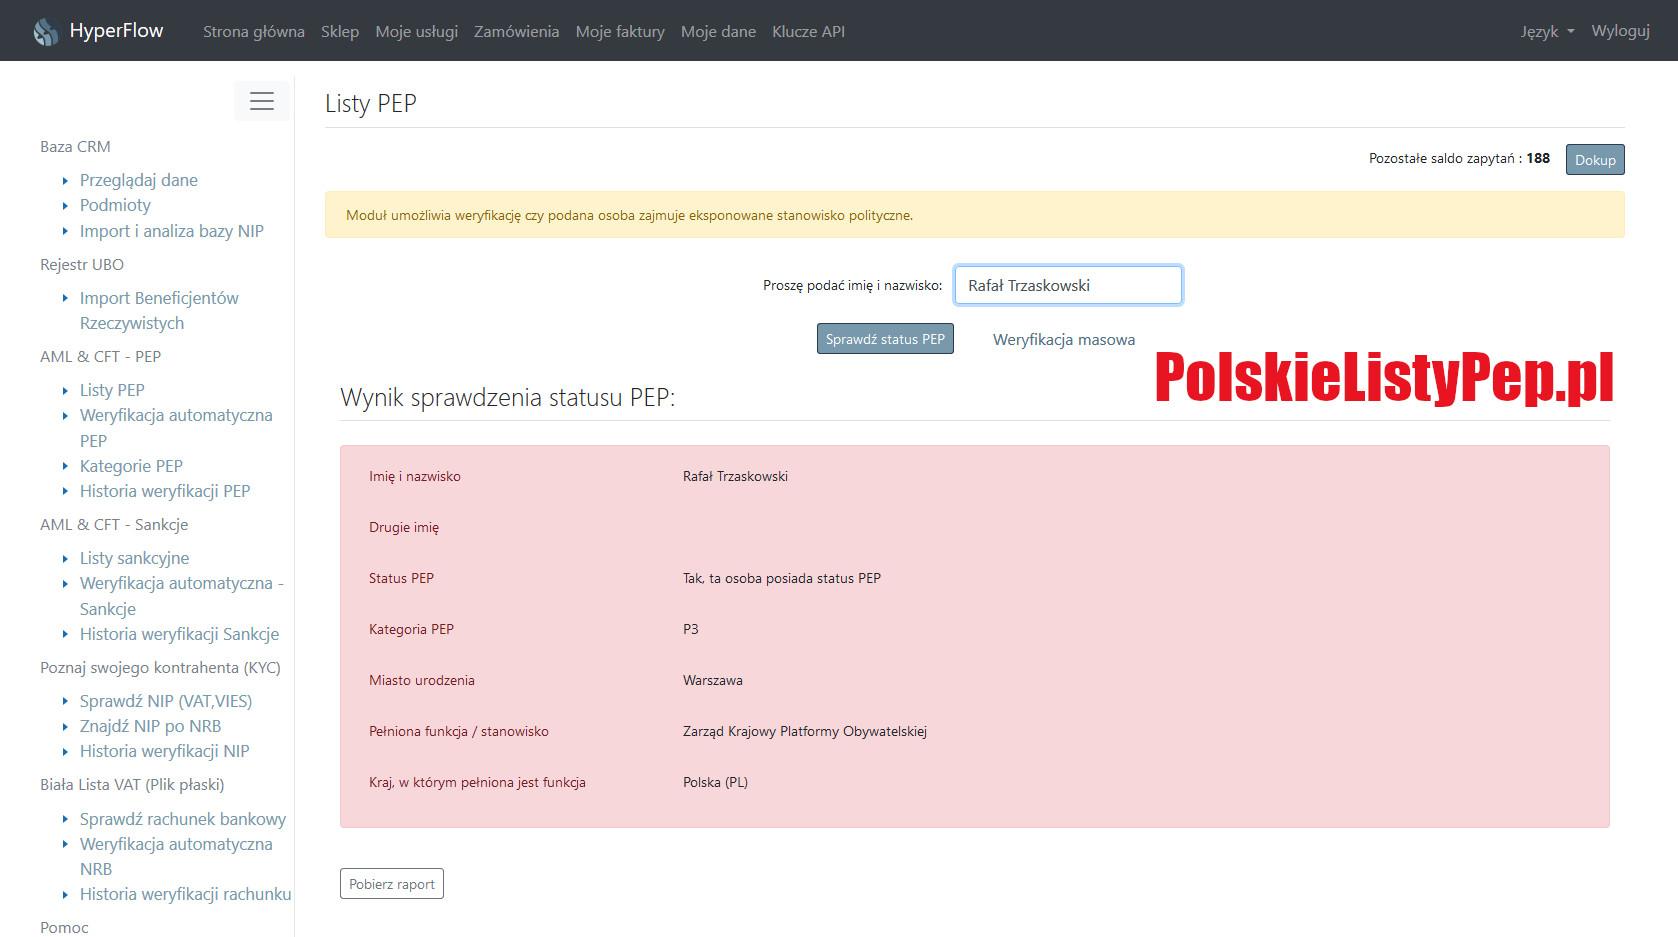 HyperFlow
Strona główna
Sklep
Moje usługi
Zamówienia
Moje faktury
Moje dane
Klucze API
Język
Wyloguj
Baza CRM
Przeglądaj dane
Podmioty
Import i analiza bazy NIP
Rejestr UBO
Import Beneficjentów
Rzeczywistych
AML & CFT - PEP
Listy PEP
Weryfikacja automatyczna
PEP
Kategorie PEP
Historia weryfikacji PEP
AML & CFT - Sankcje
Listy sankcyjne
Weryfikacja automatyczna -
Sankcje
Historia weryfikacji Sankcje
Poznaj swojego kontrahenta (KYC)
Sprawdź NIP (VAT,VIES)
Znajdź NIP po NRB
Historia weryfikacji NIP
Biała Lista VAT (Plik płaski)
Sprawdź rachunek bankowy
Weryfikacja automatyczna
NRB
Historia weryfikacji rachunku
Pomoc
Listy PEP
Pozostałe saldo zapytań : 188
Dokup
Moduł umożliwia weryfikację czy podana osoba zajmuje eksponowane stanowisko polityczne.
Proszę podać imię i nazwisko:
Rafał Trzaskowski
Sprawdź status PEP
Weryfikacja masowa
PolskieListyPep.pl
Wynik sprawdzenia statusu PEP:
Imię i nazwisko Rafał Trzaskowski
Drugie imię
Status PEP Tak, ta osoba posiada status PEP
Kategoria PEP P3
Miasto urodzenia Warszawa
Pełniona funkcja / stanowisko Zarząd Krajowy Platformy Obywatelskiej
Kraj, w którym pełniona jest funkcja Polska (PL)
Pobierz raport